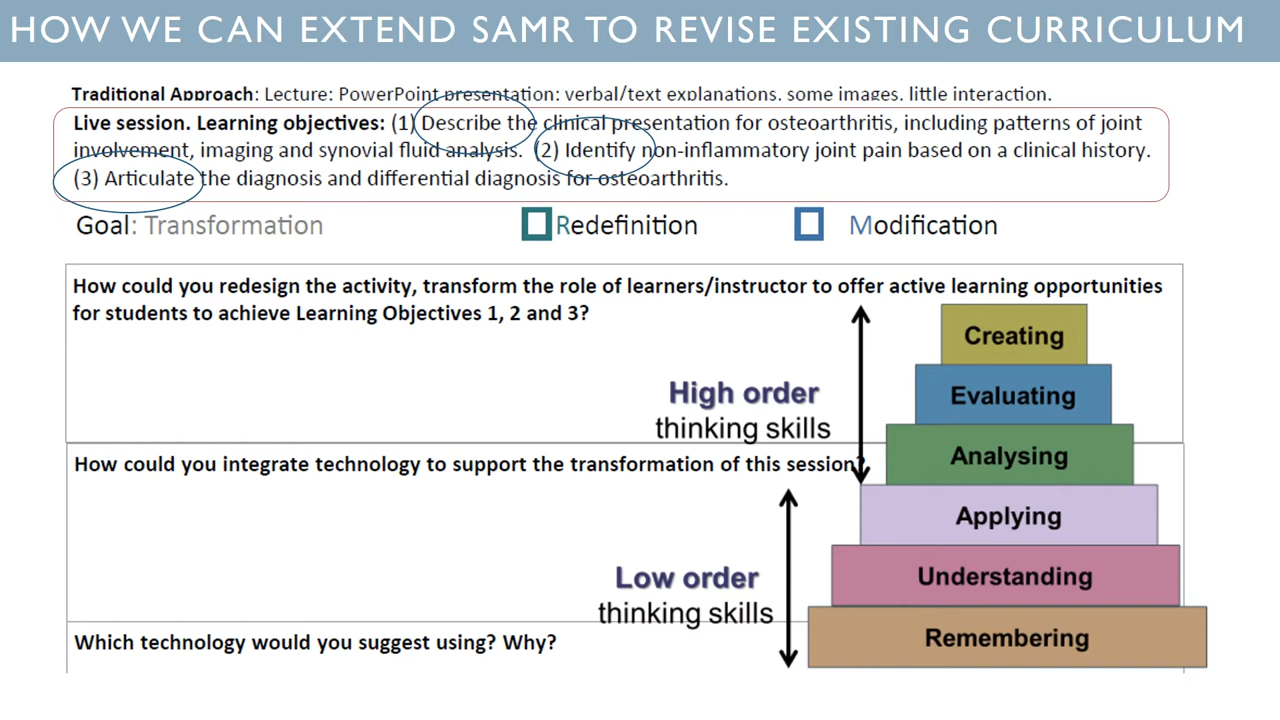 HOW WE CAN EXTEND SAMR TO REVISE EXISTING CURRICULUM
Traditional Approach: Lecture: PowerPoint presentation: verbal/text explanations, some images, little interaction.
Live session. Learning objectives: (1) Describe the clinical presentation for osteoarthritis, including patterns of joint
involvement, imaging and synovial fluid analysis. (2) Identify non-inflammatory joint pain based on a clinical history.
(3) Articulate the diagnosis and differential diagnosis for osteoarthritis.
Goal: Transformation Redefinition Modification
How could you redesign the activity, transform the role of learners/instructor to offer active learning opportunities
for students to achieve Learning Objectives 1, 2 and 3?
Creating
High order
thinking skills
Evaluating
How could you integrate technology to support the transformation of this session?
Analysing
Applying
Low order
thinking skills
Understanding
Which technology would you suggest using? Why?
Remembering